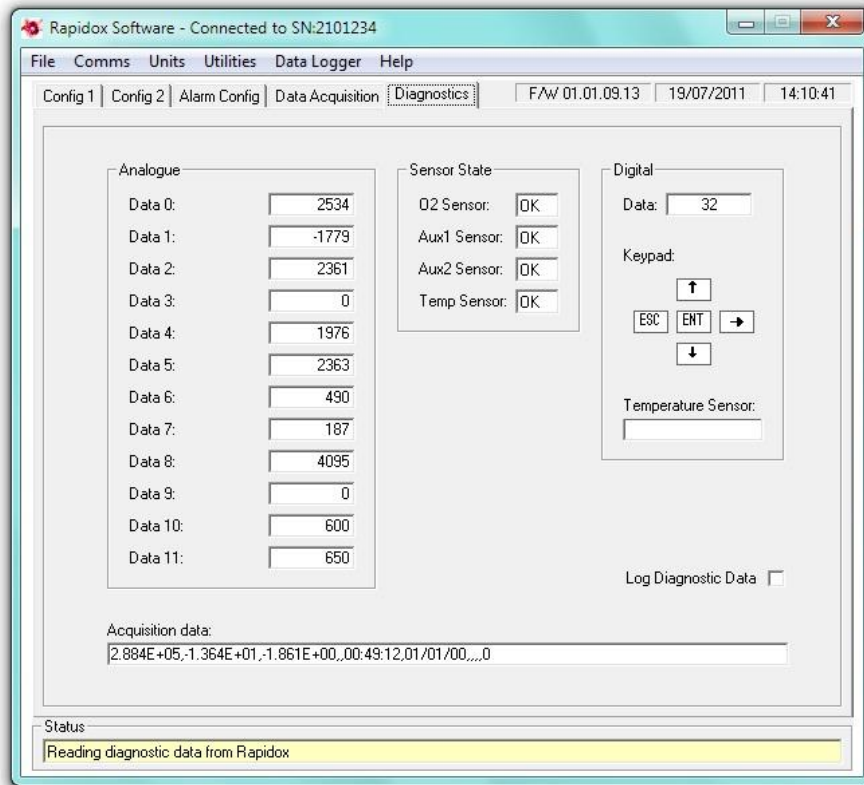 Rapidox Software - Connected to SN:2101234
File Comms Units Utilities Data Logger Help
Config 1 Config 2 Alarm Config Data Acquisition Diagnostics F/W 01.01.09.13 19/07/2011 14:10:41
Analogue
Data 0: 2534
Data 1: -1779
Data 2: 2361
Data 3: 0
Data 4: 1976
Data 5: 2363
Data 6: 490
Data 7: 187
Data 8: 4095
Data 9: 0
Data 10: 600
Data 11: 650
Sensor State
O2 Sensor: OK
Aux1 Sensor: OK
Aux2 Sensor: OK
Temp Sensor: OK
Digital
Data: 32
Keypad:
↑
ESC ENT →
↓
Temperature Sensor:
Log Diagnostic Data
Acquisition data:
2.884E+05,-1.364E+01,-1.861E+00,,00:49:12,01/01/00,,,,0
Status
Reading diagnostic data from Rapidox